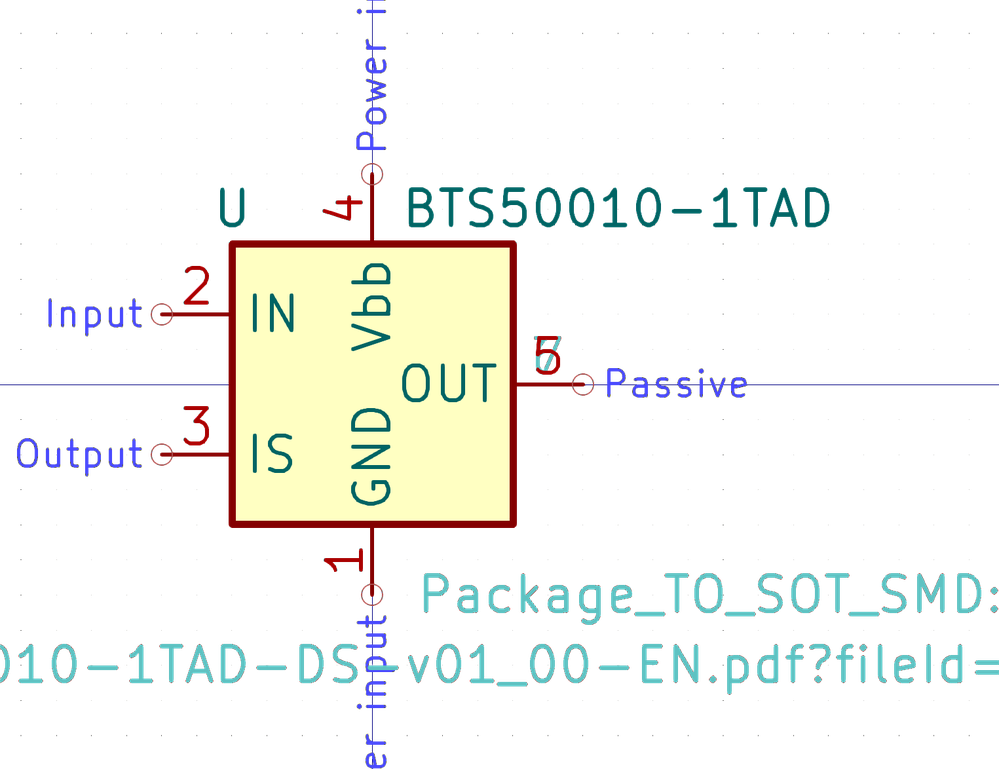 Power i
U
BTS50010-1TAD
4
2
Input
IN
Vbb
5
OUT
Passive
3
Output
IS
GND
1
Package_TO_SOT_SMD:
010-1TAD-DS-v01_00-EN.pdf?fileId=
er input